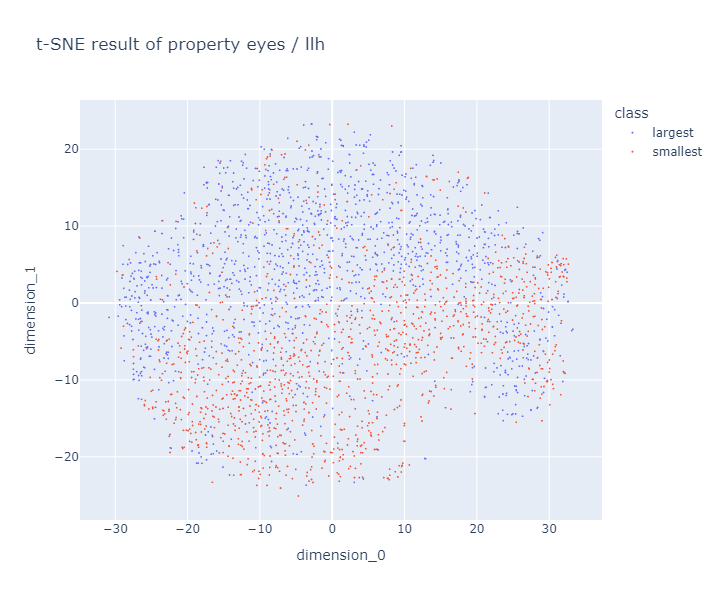 t-SNE result of property eyes / llh
class
largest
smallest
dimension_1
20
10
0
−10
−20
−30
−20
−10
0
10
20
30
dimension_0